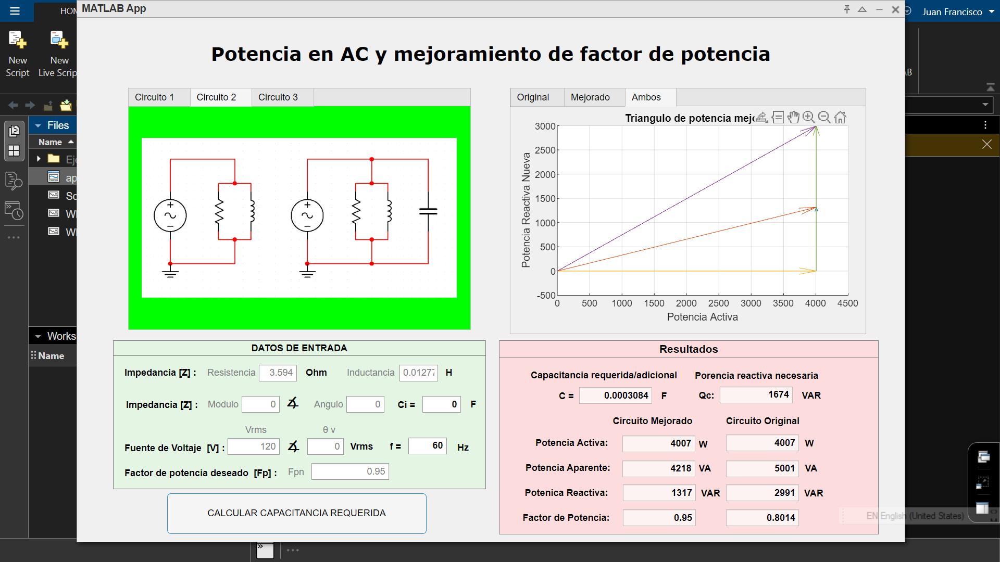 MATLAB App
HOM
Juan Francisco
New
Script
New
Live Scrip
AB
Files
Name
Eje
ap
Sc
Wh
Wh
Works
Name
Potencia en AC y mejoramiento de factor de potencia
Circuito 1 Circuito 2 Circuito 3
Original Mejorado Ambos
Triangulo de potencia mejo
3000
2500
2000
1500
1000
500
0
-500
Potencia Reactiva Nueva
0 500 1000 1500 2000 2500 3000 3500 4000 4500
Potencia Activa
DATOS DE ENTRADA
Impedancia [Z] : Resistencia 3.594 Ohm Inductancia 0.01277 H
Impedancia [Z] : Modulo 0 Angulo 0 Ci = 0 F
Vrms θ v
Fuente de Voltaje [V] : 120 0 Vrms f = 60 Hz
Factor de potencia deseado [Fp] : Fpn 0.95
CALCULAR CAPACITANCIA REQUERIDA
Resultados
Capacitancia requerida/adicional Porencia reactiva necesaria
C = 0.0003084 F Qc: 1674 VAR
Circuito Mejorado Circuito Original
Potencia Activa: 4007 W 4007 W
Potencia Aparente: 4218 VA 5001 VA
Potenica Reactiva: 1317 VAR 2991 VAR
Factor de Potencia: 0.95 0.8014
EN English (United States)